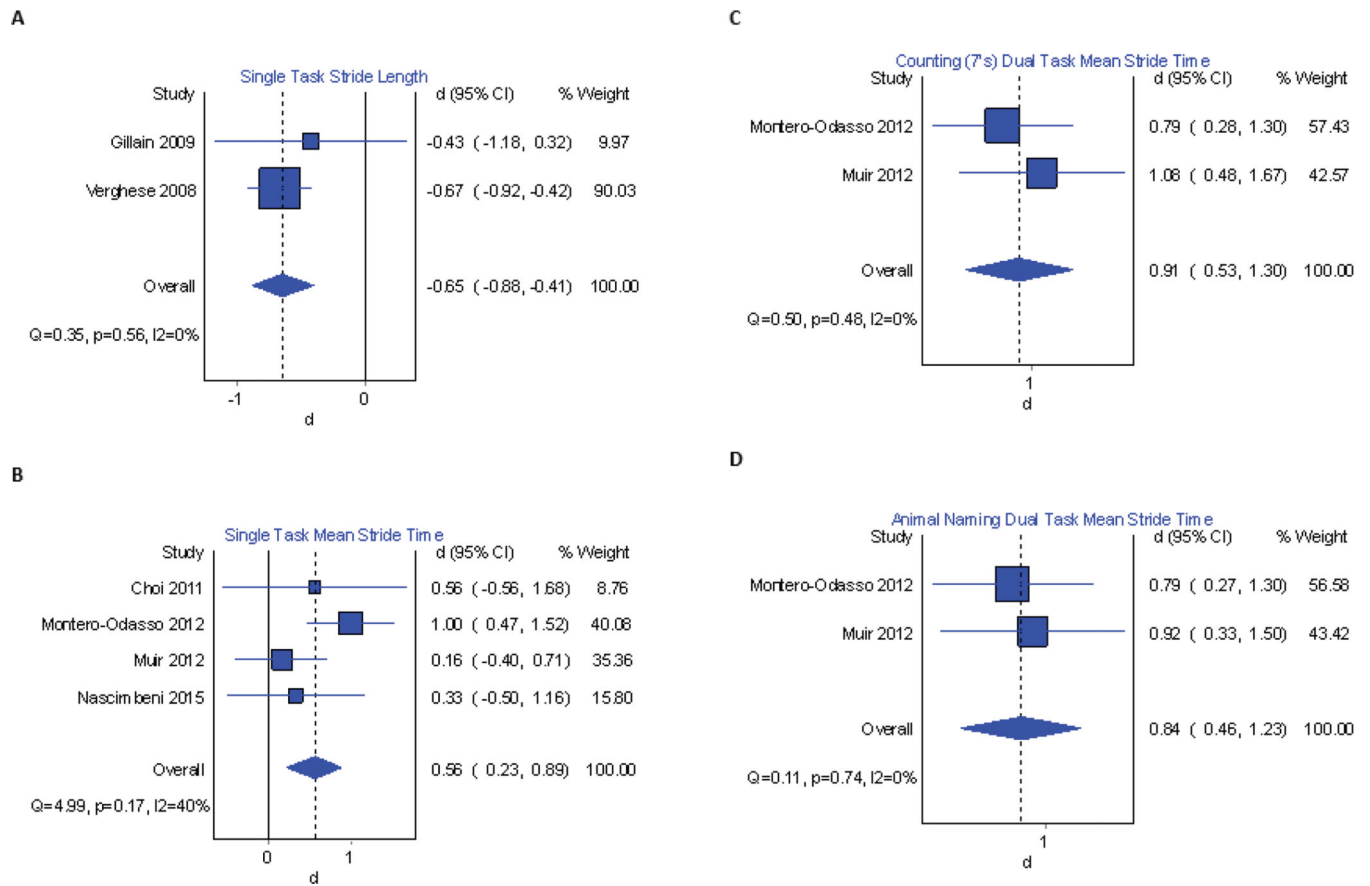 A
Single Task Stride Length
Study d (95% CI) % Weight
Gillain 2009 -0.43 ( -1.18, 0.32) 9.97
Verghese 2008 -0.67 ( -0.92, -0.42) 90.03
Overall -0.65 ( -0.88, -0.41) 100.00
Q=0.35, p=0.56, I2=0%
-1 0
d
B
Single Task Mean Stride Time
Study d (95% CI) % Weight
Choi 2011 0.56 ( -0.56, 1.68) 8.76
Montero-Odasso 2012 1.00 ( 0.47, 1.52) 40.08
Muir 2012 0.16 ( -0.40, 0.71) 35.36
Nascimbeni 2015 0.33 ( -0.50, 1.16) 15.80
Overall 0.56 ( 0.23, 0.89) 100.00
Q=4.99, p=0.17, I2=40%
0 1
d
C
Counting (7's) Dual Task Mean Stride Time
Study d (95% CI) % Weight
Montero-Odasso 2012 0.79 ( 0.28, 1.30) 57.43
Muir 2012 1.08 ( 0.48, 1.67) 42.57
Overall 0.91 ( 0.53, 1.30) 100.00
Q=0.50, p=0.48, I2=0%
1
d
D
Animal Naming Dual Task Mean Stride Time
Study d (95% CI) % Weight
Montero-Odasso 2012 0.79 ( 0.27, 1.30) 56.58
Muir 2012 0.92 ( 0.33, 1.50) 43.42
Overall 0.84 ( 0.46, 1.23) 100.00
Q=0.11, p=0.74, I2=0%
1
d